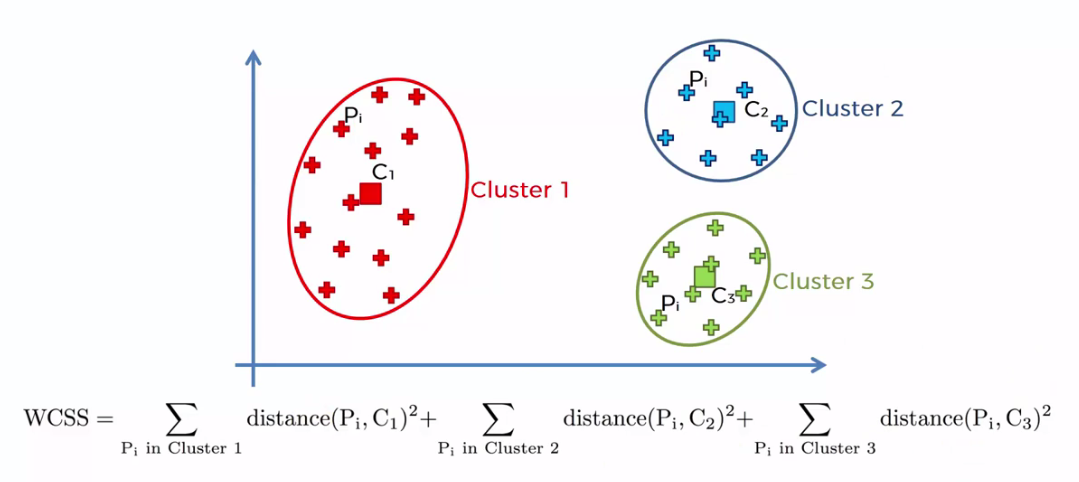 Pᵢ
C₁
Cluster 1
Pᵢ
C₂
Cluster 2
Pᵢ
C₃
Cluster 3
WCSS = ∑ distance(Pᵢ, C₁)² + ∑ distance(Pᵢ, C₂)² + ∑ distance(Pᵢ, C₃)²
Pᵢ in Cluster 1 Pᵢ in Cluster 2 Pᵢ in Cluster 3